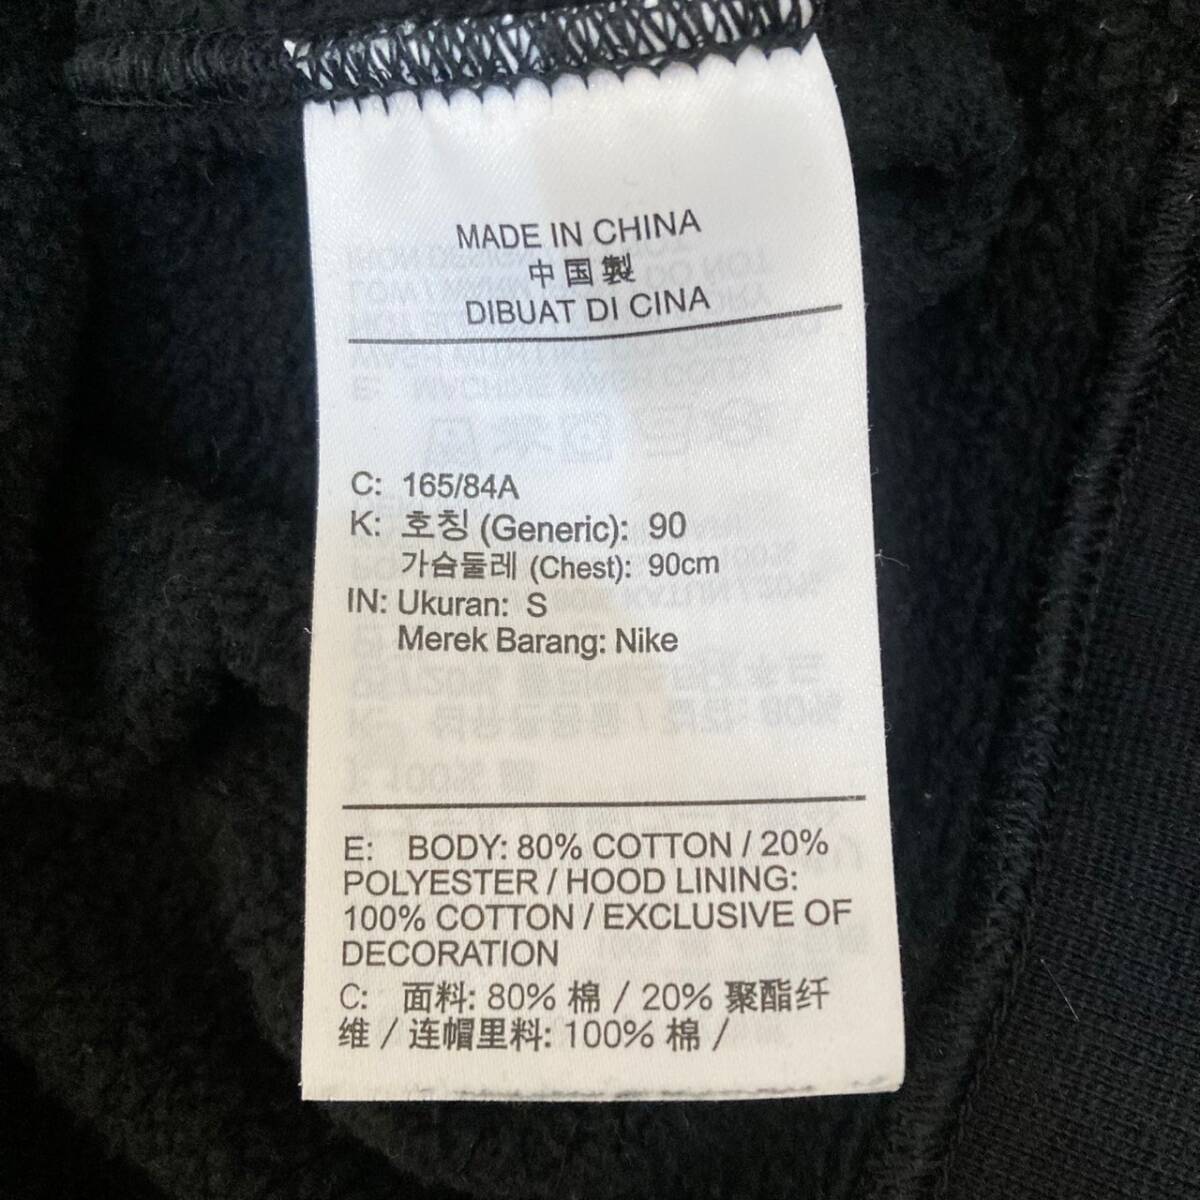 MADE IN CHINA
中国製
DIBUAT DI CINA
C: 165/84A
K: 호칭 (Generic): 90
가슴둘레 (Chest): 90cm
IN: Ukuran: S
Merek Barang: Nike
E: BODY: 80% COTTON / 20%
POLYESTER / HOOD LINING:
100% COTTON / EXCLUSIVE OF
DECORATION
C: 面料: 80% 棉 / 20% 聚酯纤
维 / 连帽里料: 100% 棉 /